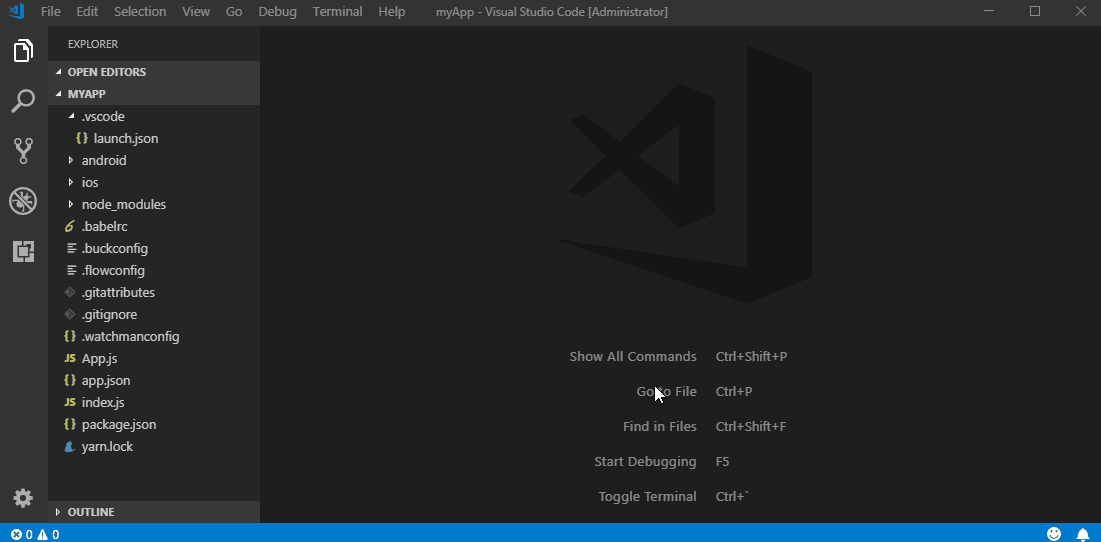 File Edit Selection View Go Debug Terminal Help myApp - Visual Studio Code [Administrator]
EXPLORER
OPEN EDITORS
MYAPP
.vscode
{} launch.json
android
ios
node_modules
.babelrc
.buckconfig
.flowconfig
.gitattributes
.gitignore
{} .watchmanconfig
JS App.js
{} app.json
JS index.js
{} package.json
yarn.lock
OUTLINE
Show All Commands Ctrl+Shift+P
Go to File Ctrl+P
Find in Files Ctrl+Shift+F
Start Debugging F5
Toggle Terminal Ctrl+`
0 0